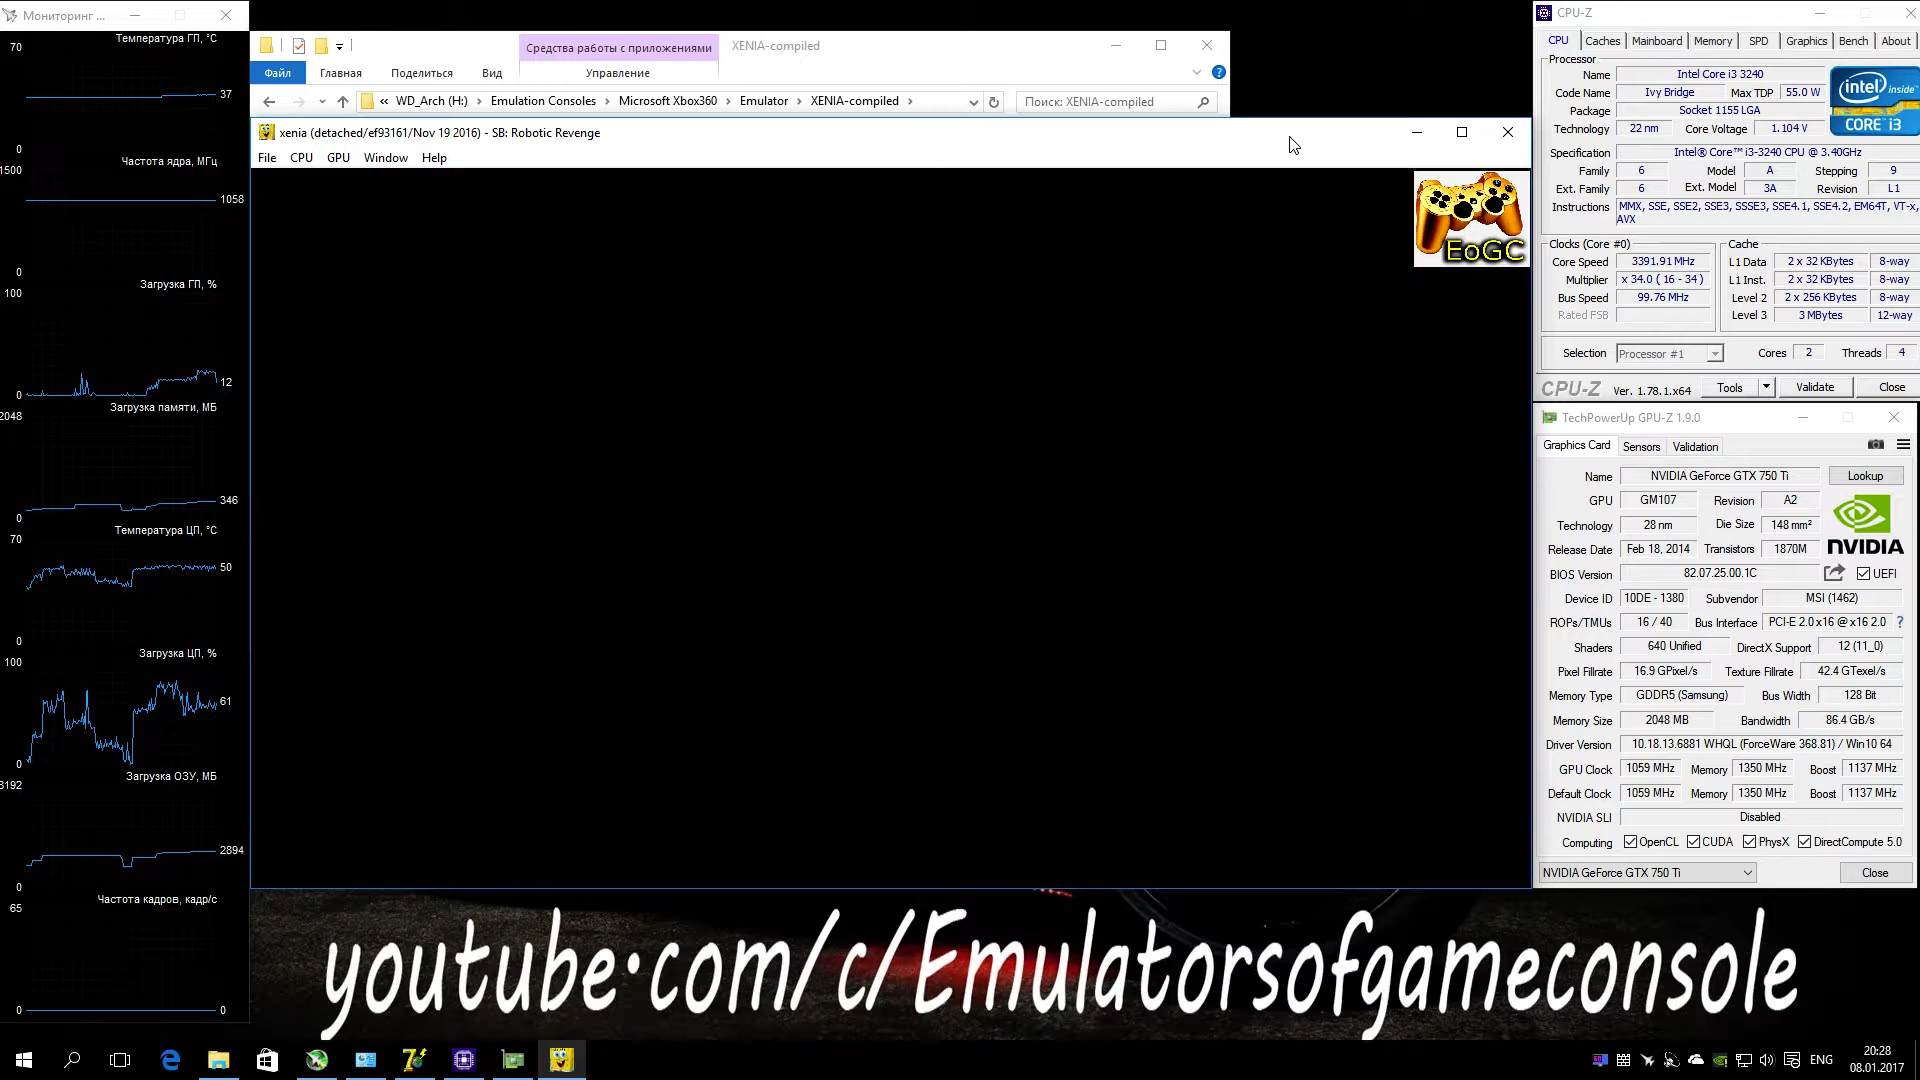 Мониторинг ...
Температура ГП, °C
70
37
0
Частота ядра, МГц
1500
1058
0
Загрузка ГП, %
100
12
0
Загрузка памяти, МБ
2048
346
0
Температура ЦП, °C
70
50
0
Загрузка ЦП, %
100
61
0
Загрузка ОЗУ, МБ
8192
2894
0
Частота кадров, кадр/с
65
0
0
Средства работы с приложениями
XENIA-compiled
Файл
Главная
Поделиться
Вид
Управление
« WD_Arch (H:) > Emulation Consoles > Microsoft Xbox360 > Emulator > XENIA-compiled >
Поиск: XENIA-compiled
xenia (detached/ef93161/Nov 19 2016) - SB: Robotic Revenge
File CPU GPU Window Help
EoGC
CPU-Z
CPU Caches Mainboard Memory SPD Graphics Bench About
Processor
Name Intel Core i3 3240
Code Name Ivy Bridge Max TDP 55.0 W
Package Socket 1155 LGA
Technology 22 nm Core Voltage 1.104 V
intel inside™
CORE i3
Specification Intel® Core™ i3-3240 CPU @ 3.40GHz
Family 6 Model A Stepping 9
Ext. Family 6 Ext. Model 3A Revision L1
Instructions MMX, SSE, SSE2, SSE3, SSSE3, SSE4.1, SSE4.2, EM64T, VT-x,
AVX
Clocks (Core #0)
Core Speed 3391.91 MHz
Multiplier x 34.0 ( 16 - 34 )
Bus Speed 99.76 MHz
Rated FSB
Cache
L1 Data 2 x 32 KBytes 8-way
L1 Inst. 2 x 32 KBytes 8-way
Level 2 2 x 256 KBytes 8-way
Level 3 3 MBytes 12-way
Selection Processor #1 Cores 2 Threads 4
CPU-Z Ver. 1.78.1.x64 Tools Validate Close
TechPowerUp GPU-Z 1.9.0
Graphics Card Sensors Validation
Name NVIDIA GeForce GTX 750 Ti Lookup
GPU GM107 Revision A2
Technology 28 nm Die Size 148 mm²
Release Date Feb 18, 2014 Transistors 1870M
NVIDIA
BIOS Version 82.07.25.00.1C UEFI
Device ID 10DE - 1380 Subvendor MSI (1462)
ROPs/TMUs 16 / 40 Bus Interface PCI-E 2.0 x16 @ x16 2.0 ?
Shaders 640 Unified DirectX Support 12 (11_0)
Pixel Fillrate 16.9 GPixel/s Texture Fillrate 42.4 GTexel/s
Memory Type GDDR5 (Samsung) Bus Width 128 Bit
Memory Size 2048 MB Bandwidth 86.4 GB/s
Driver Version 10.18.13.6881 WHQL (ForceWare 368.81) / Win10 64
GPU Clock 1059 MHz Memory 1350 MHz Boost 1137 MHz
Default Clock 1059 MHz Memory 1350 MHz Boost 1137 MHz
NVIDIA SLI Disabled
Computing OpenCL CUDA PhysX DirectCompute 5.0
NVIDIA GeForce GTX 750 Ti Close
youtube.com/c/Emulatorsofgameconsole
ENG
20:28
08.01.2017